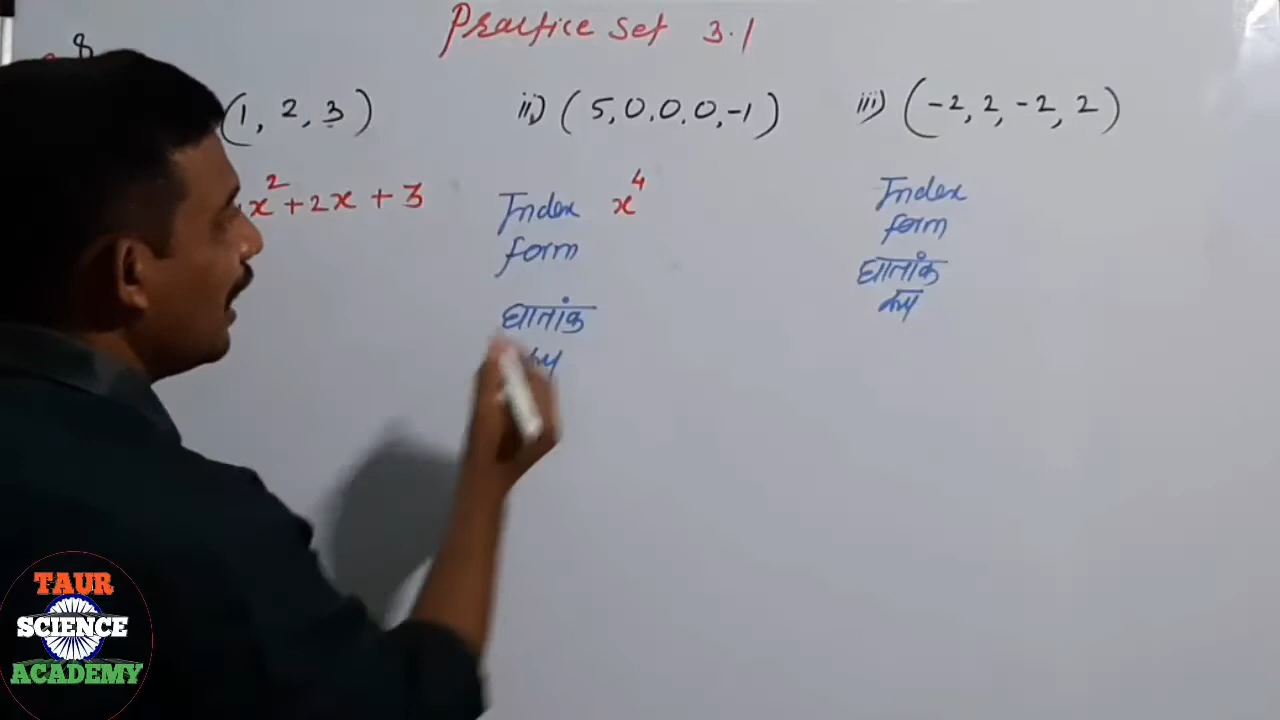 Practice Set 3.1
8
(1, 2, 3)
ii) (5, 0, 0, 0, -1)
iii) (-2, 2, -2, 2)
x² + 2x + 3
Index x⁴
form
घातांक
Index
form
घातांक
रूप
TAUR
SCIENCE
ACADEMY